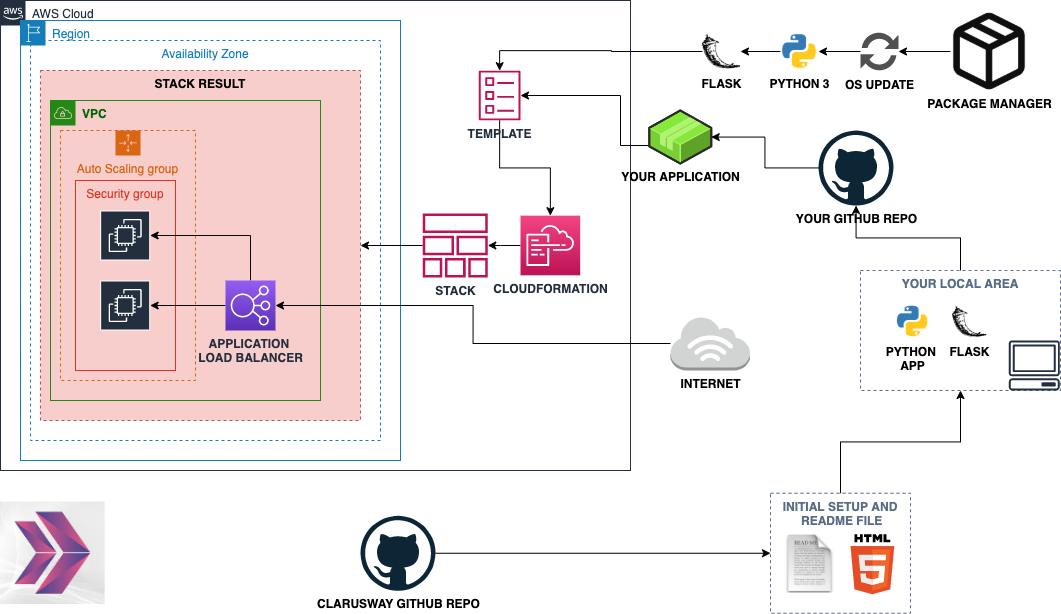 aws
AWS Cloud
Region
Availability Zone
STACK RESULT
VPC
Auto Scaling group
Security group
APPLICATION
LOAD BALANCER
TEMPLATE
STACK
CLOUDFORMATION
FLASK
PYTHON 3
OS UPDATE
PACKAGE MANAGER
YOUR APPLICATION
YOUR GITHUB REPO
INTERNET
YOUR LOCAL AREA
PYTHON
APP
FLASK
INITIAL SETUP AND
README FILE
README
HTML
5
CLARUSWAY GITHUB REPO